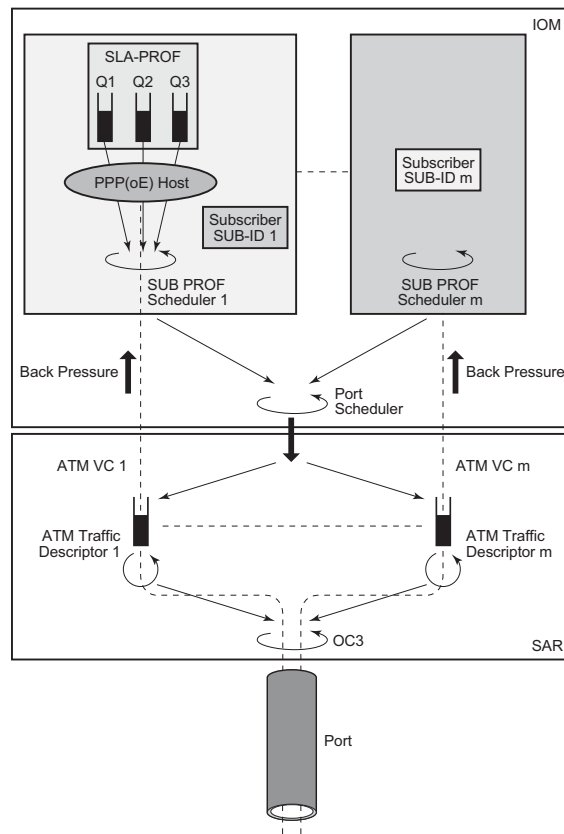 IOM
SLA-PROF
Q1 Q2 Q3
PPP(oE) Host
Subscriber
SUB-ID 1
SUB PROF
Scheduler 1
Subscriber
SUB-ID m
SUB PROF
Scheduler m
Back Pressure
Back Pressure
Port
Scheduler
ATM VC 1
ATM VC m
ATM Traffic
Descriptor 1
ATM Traffic
Descriptor m
OC3
SAR
Port